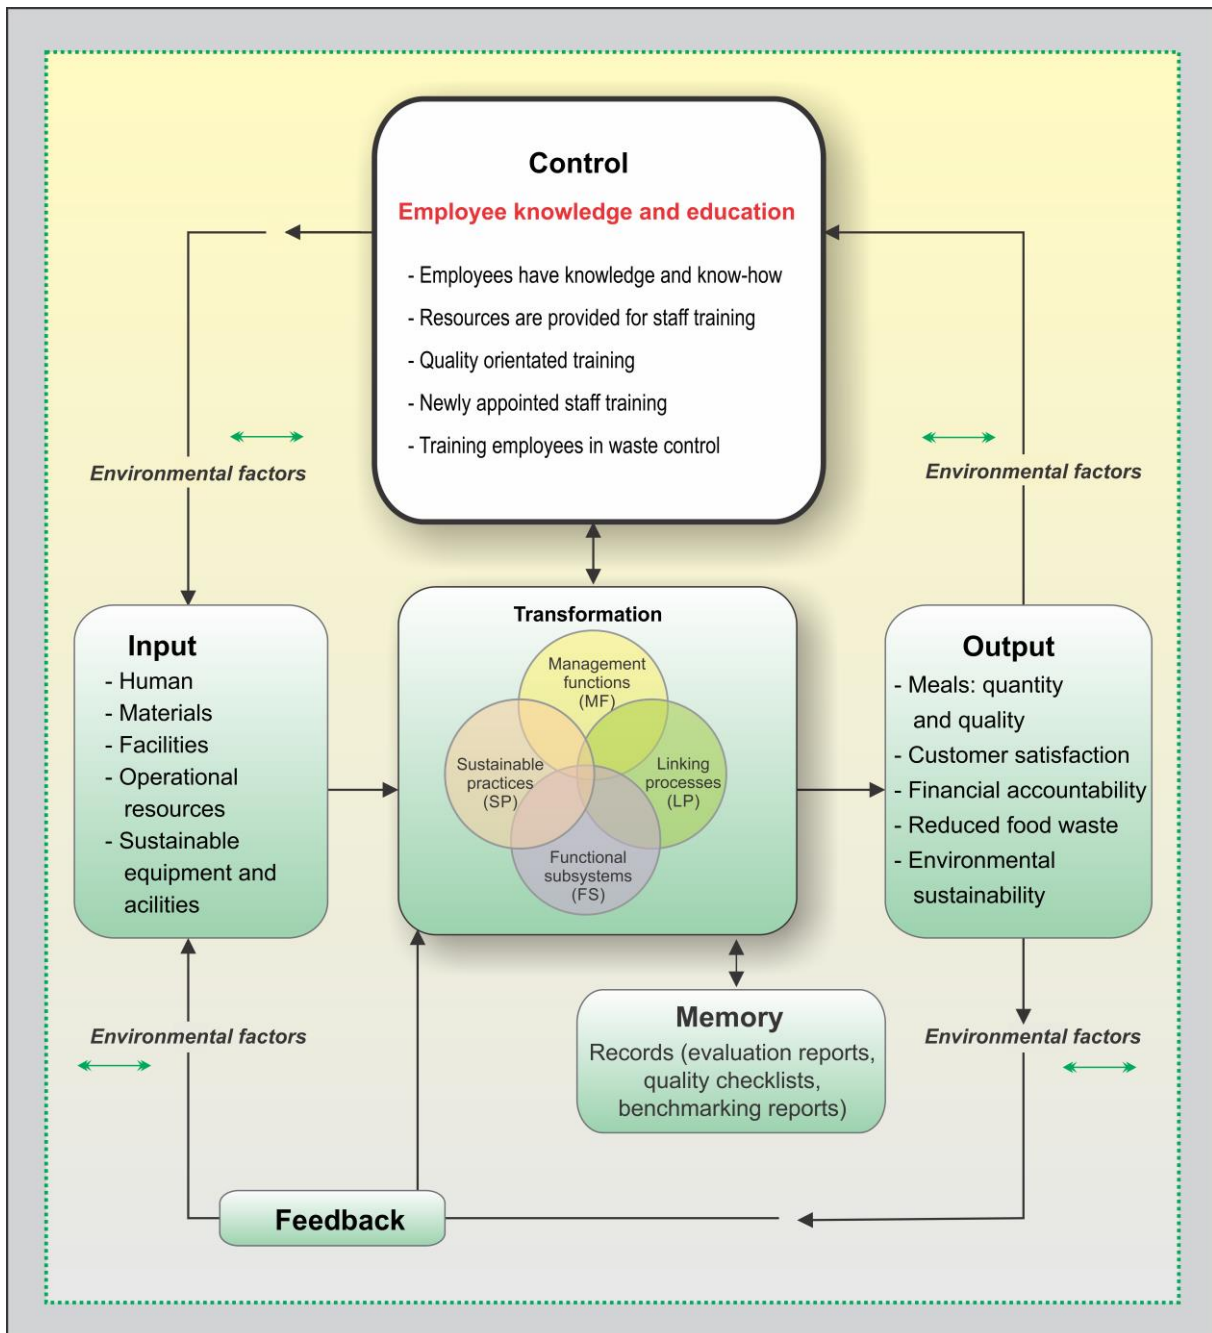 Control
Employee knowledge and education
- Employees have knowledge and know-how
- Resources are provided for staff training
- Quality orientated training
- Newly appointed staff training
- Training employees in waste control
Environmental factors
Environmental factors
Input
- Human
- Materials
- Facilities
- Operational
resources
- Sustainable
equipment and
acilities
Transformation
Management
functions
(MF)
Sustainable
practices
(SP)
Linking
processes
(LP)
Functional
subsystems
(FS)
Output
- Meals: quantity
and quality
- Customer satisfaction
- Financial accountability
- Reduced food waste
- Environmental
sustainability
Environmental factors
Memory
Records (evaluation reports,
quality checklists,
benchmarking reports)
Environmental factors
Feedback